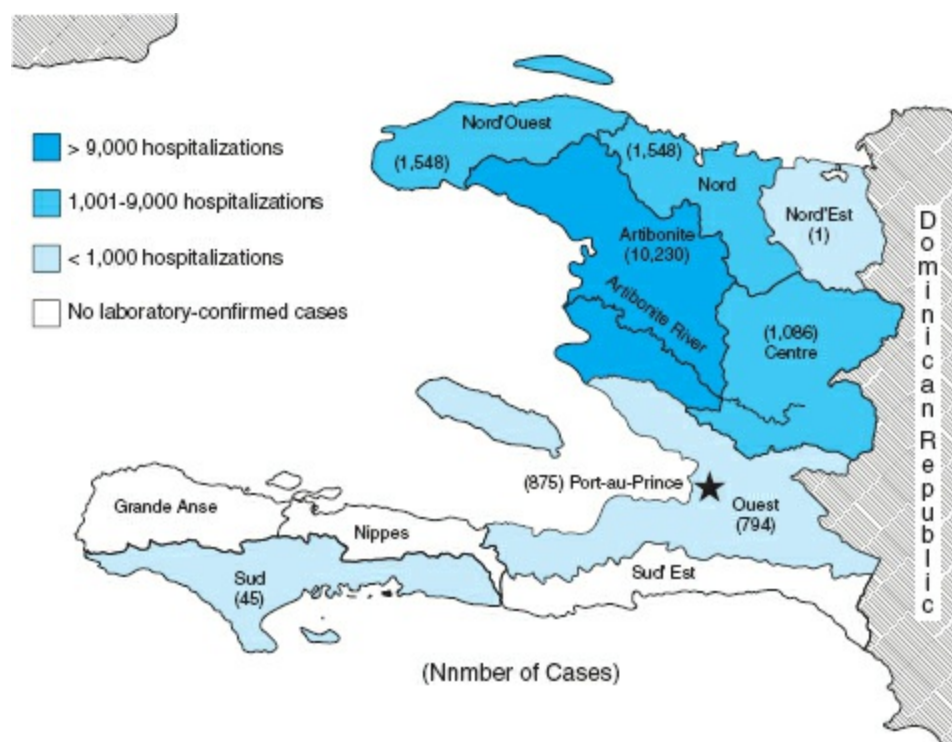 > 9,000 hospitalizations
1,001-9,000 hospitalizations
< 1,000 hospitalizations
No laboratory-confirmed cases
Nord'Ouest
(1,548)
(1,548)
Nord
Nord'Est
(1)
Artibonite
(10,230)
Artibonite River
(1,086)
Centre
Dominican Republic
(875) Port-au-Prince
Ouest
(794)
Grande Anse
Nippes
Sud
(45)
Sud' Est
(Nnmber of Cases)